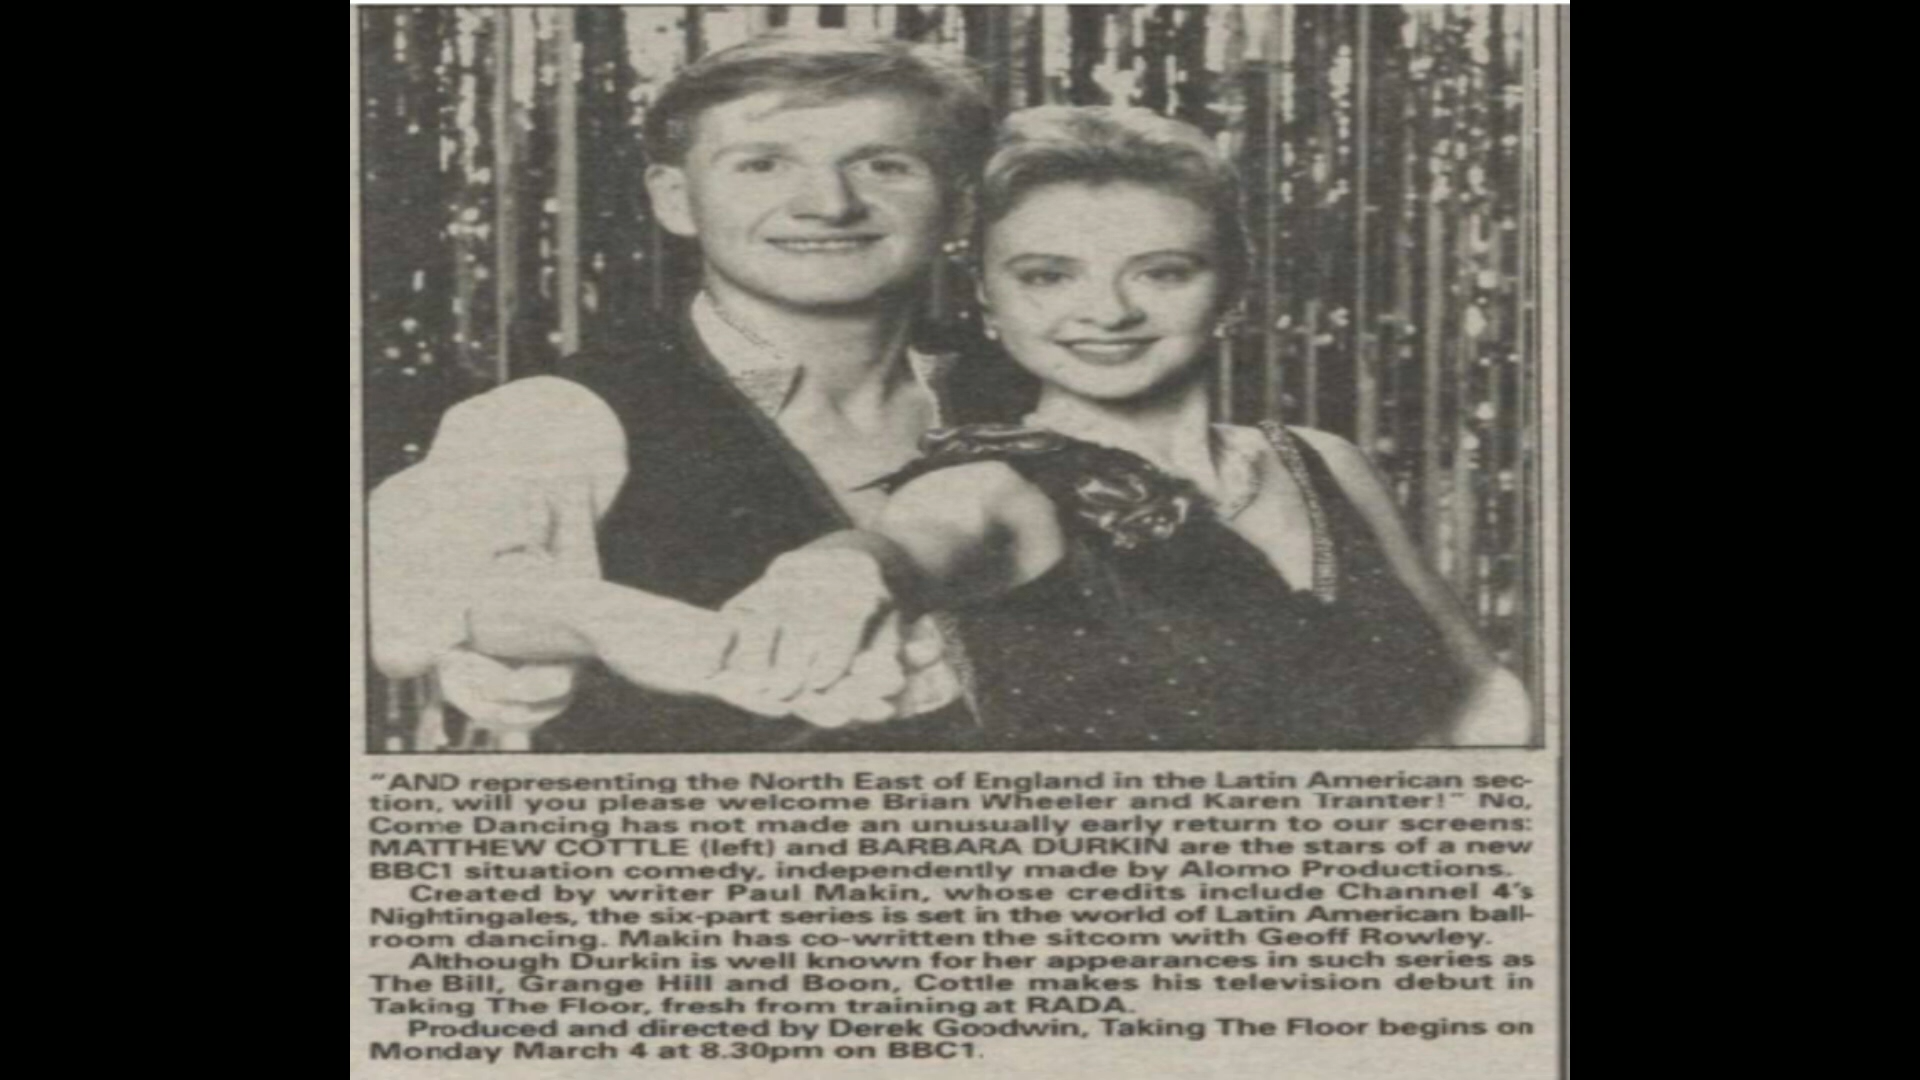 "AND representing the North East of England in the Latin American sec-
tion, will you please welcome Brian Wheeler and Karen Tranter!" No,
Come Dancing has not made an unusually early return to our screens:
MATTHEW COTTLE (left) and BARBARA DURKIN are the stars of a new
BBC1 situation comedy, independently made by Alomo Productions.
Created by writer Paul Makin, whose credits include Channel 4's
Nightingales, the six-part series is set in the world of Latin American ball-
room dancing. Makin has co-written the sitcom with Geoff Rowley.
Although Durkin is well known for her appearances in such series as
The Bill, Grange Hill and Boon, Cottle makes his television debut in
Taking The Floor, fresh from training at RADA.
Produced and directed by Derek Goodwin, Taking The Floor begins on
Monday March 4 at 8.30pm on BBC1.